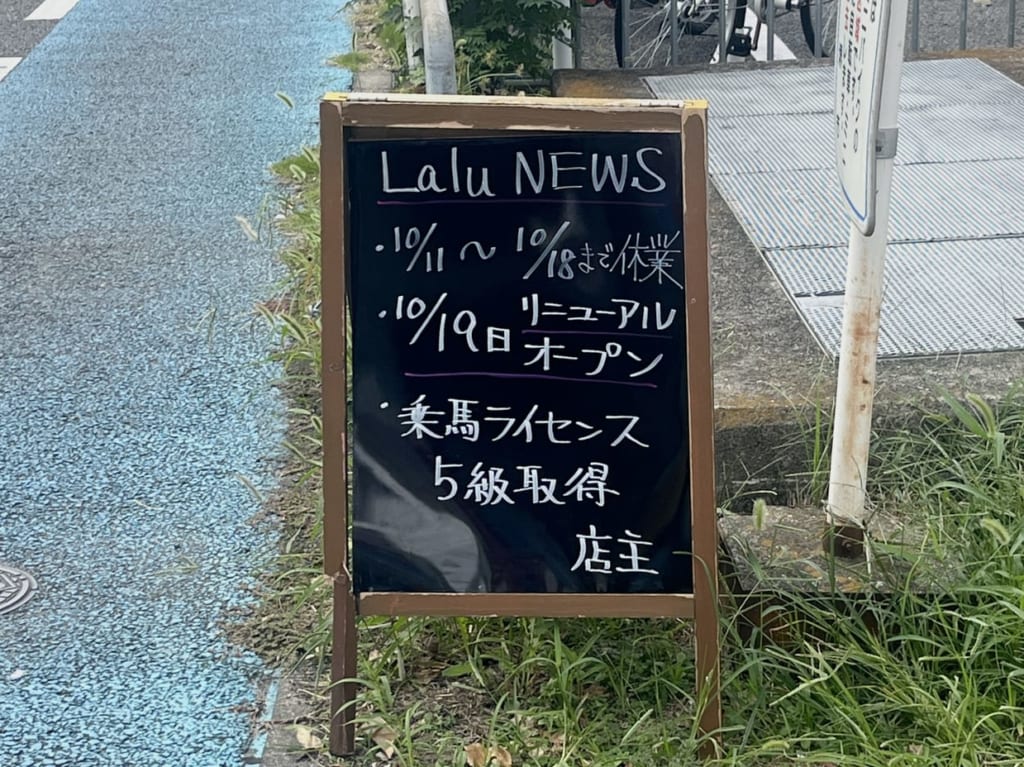 Lalu NEWS
・10/11～10/18まで休業
・10/19日 リニューアル
オープン
・乗馬ライセンス
5級取得
店主